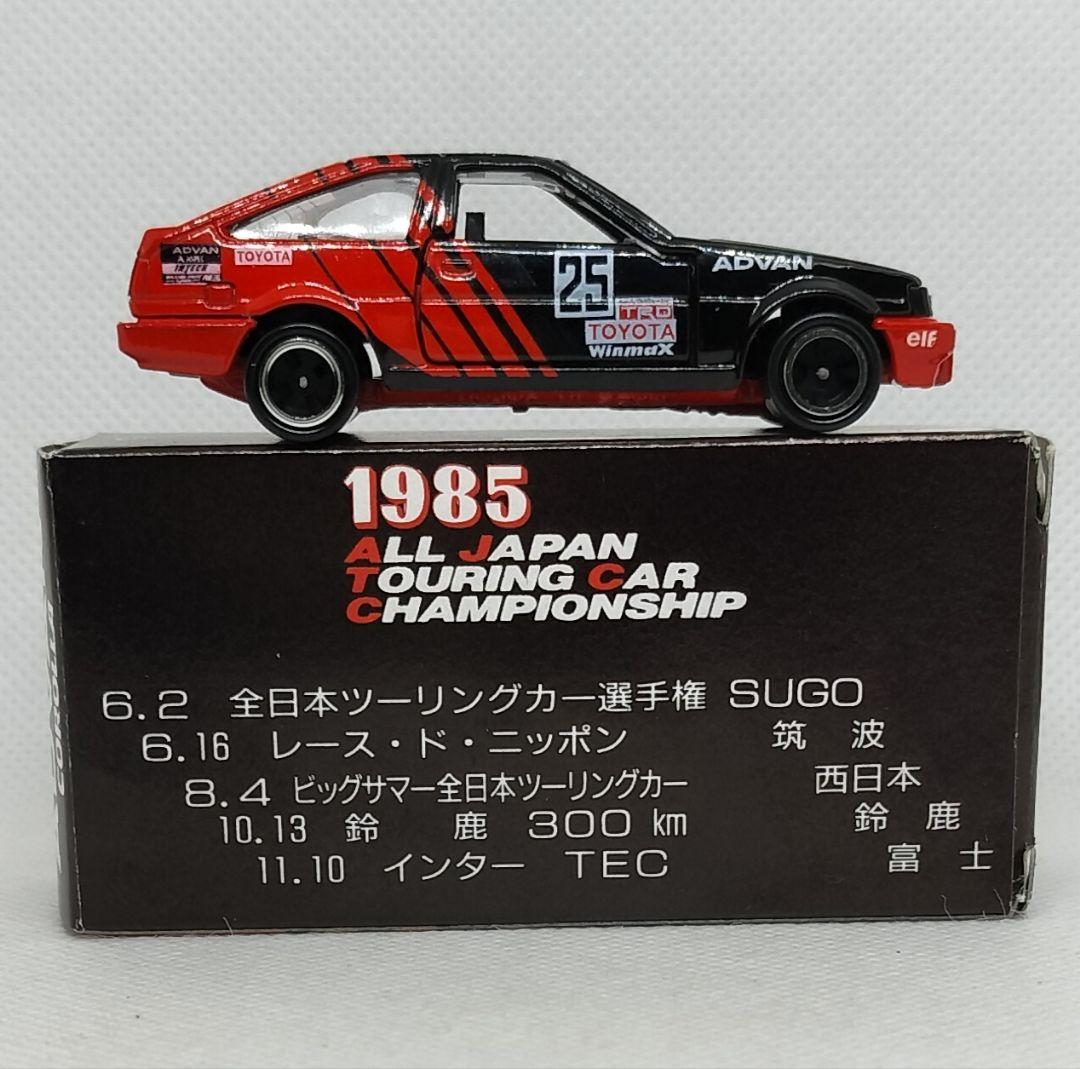 ADVAN
INTECH
TOYOTA
25
TRD
TOYOTA
Winmax
ADVAN
elf
1985
ALL JAPAN
TOURING CAR
CHAMPIONSHIP
6.2 全日本ツーリングカー選手権 SUGO
6.16 レース・ド・ニッポン 筑 波
8.4 ビッグサマー全日本ツーリングカー 西日本
10.13 鈴 鹿 300 km 鈴 鹿
11.10 インター TEC 富 士